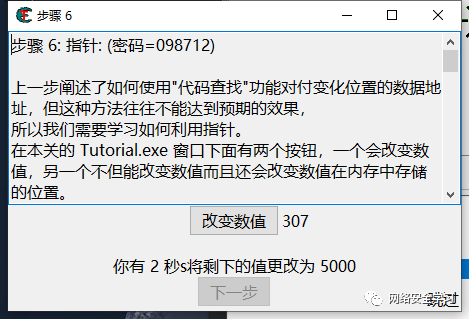 步骤 6
步骤 6: 指针: (密码=098712)
上一步阐述了如何使用"代码查找"功能对付变化位置的数据地
址，但这种方法往往不能达到预期的效果，
所以我们需要学习如何利用指针。
在本关的 Tutorial.exe 窗口下面有两个按钮，一个会改变数
值，另一个不但能改变数值而且还会改变数值在内存中存储
的位置。
改变数值 307
你有 2 秒s将剩下的值更改为 5000
下一步
网络安全